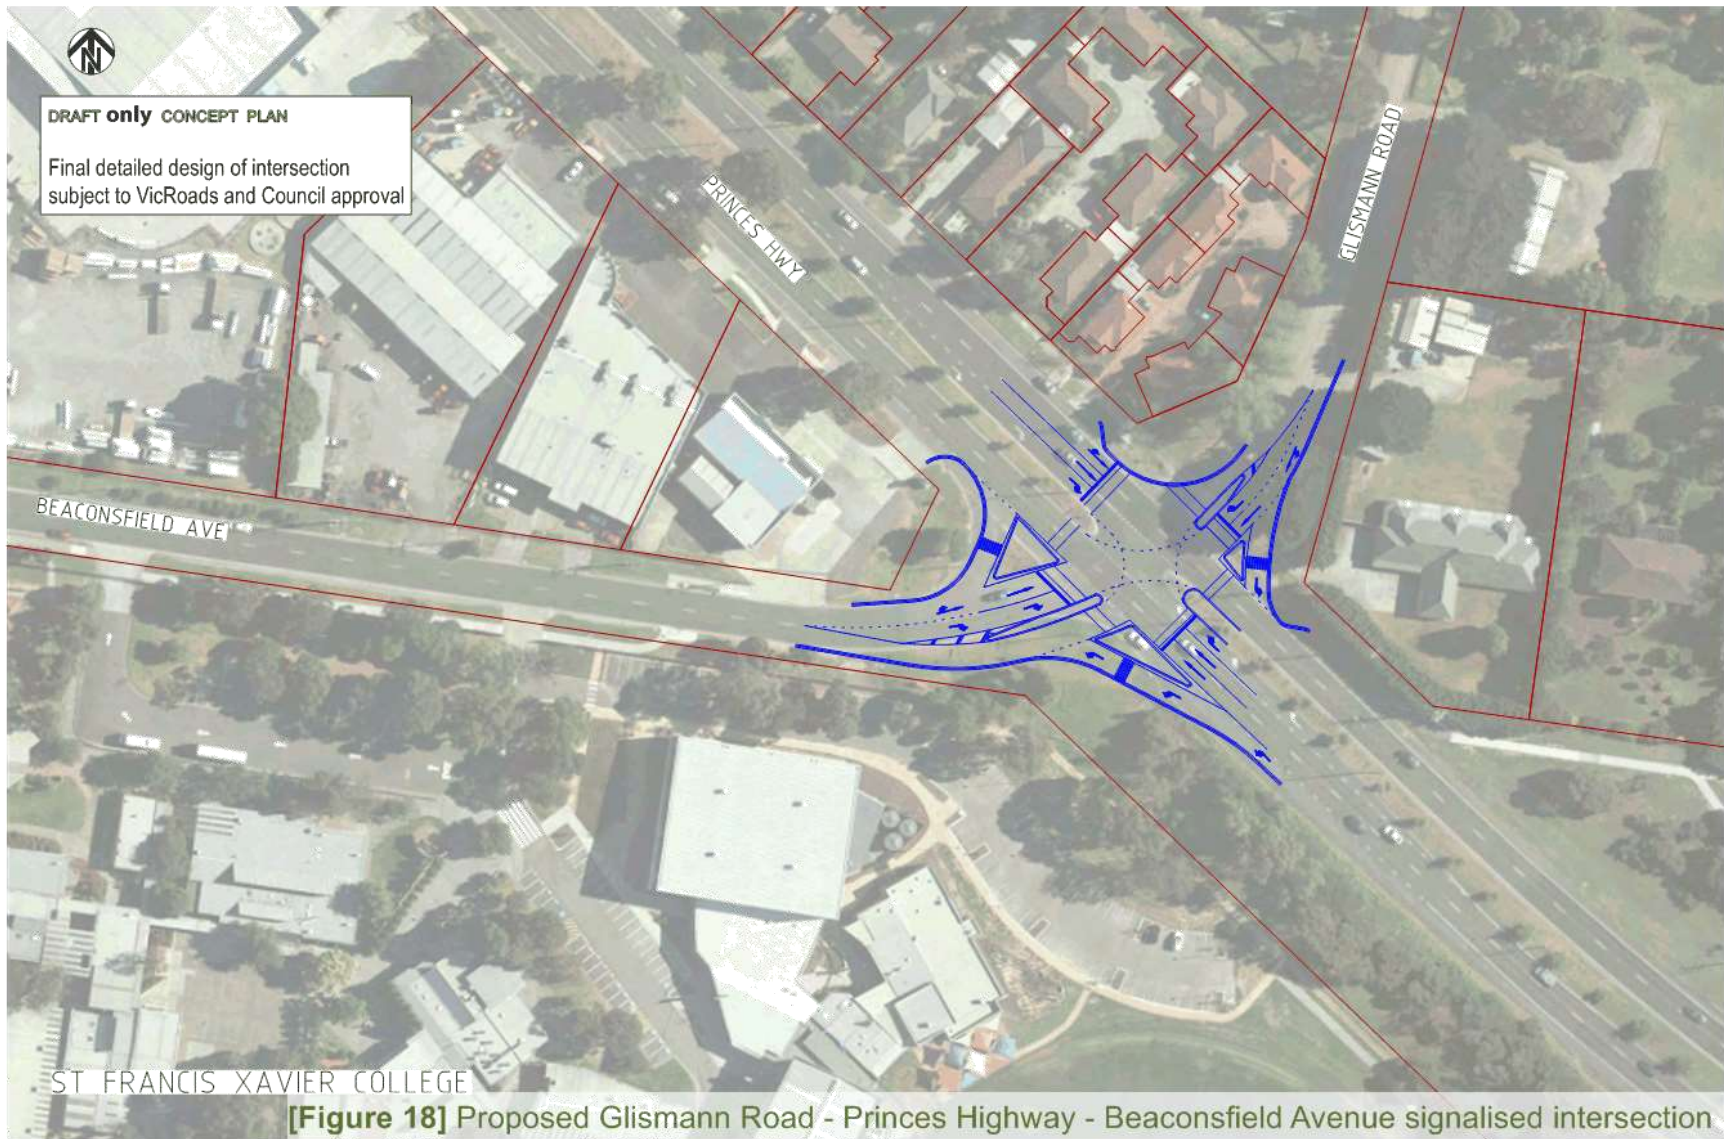 N
DRAFT only CONCEPT PLAN
Final detailed design of intersection
subject to VicRoads and Council approval
PRINCES HWY
GLISMANN ROAD
BEACONSFIELD AVE
ST FRANCIS XAVIER COLLEGE
[Figure 18] Proposed Glismann Road - Princes Highway - Beaconsfield Avenue signalised intersection